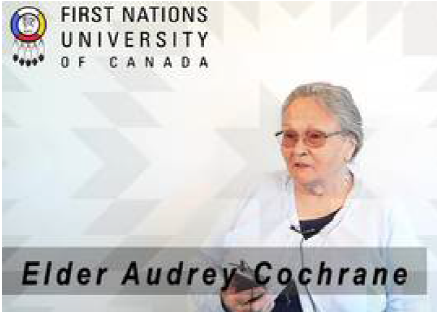 FIRST NATIONS
UNIVERSITY
OF CANADA
Elder Audrey Cochrane